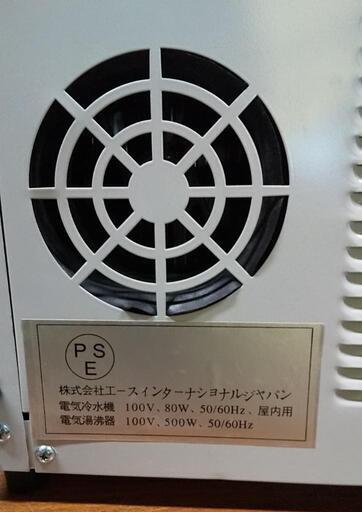 P S
E
株式会社エースインターナショナルジャパン
電気冷水機 100V、80W、50/60Hz、屋内用
電気湯沸器 100V、500W、50/60Hz